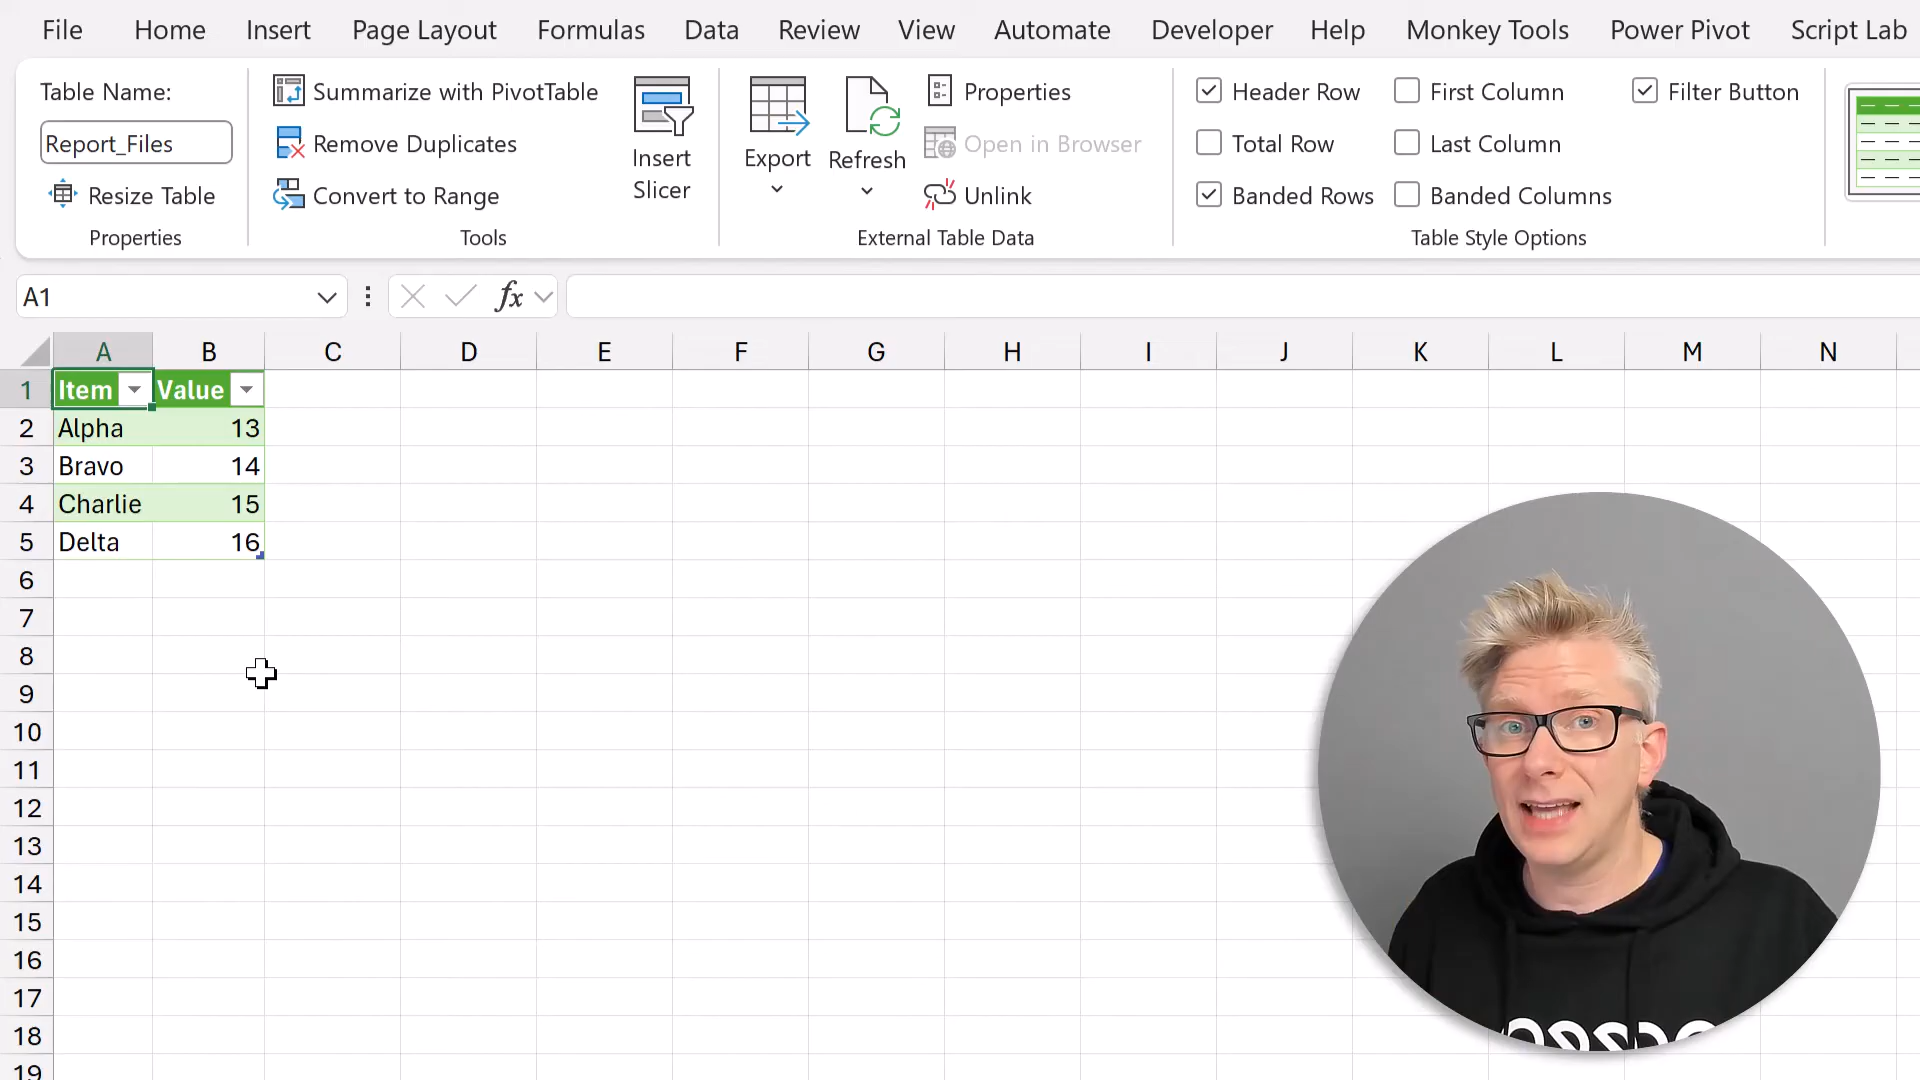 File Home Insert Page Layout Formulas Data Review View Automate Developer Help Monkey Tools Power Pivot Script Lab
Table Name:
Report_Files
Resize Table
Properties
Summarize with PivotTable
Remove Duplicates
Convert to Range
Tools
Insert
Slicer
Export
Refresh
Properties
Open in Browser
Unlink
External Table Data
Header Row
Total Row
Banded Rows
First Column
Last Column
Banded Columns
Filter Button
Table Style Options
A1
fx
A B C D E F G H I J K L M N
1 Item Value
2 Alpha 13
3 Bravo 14
4 Charlie 15
5 Delta 16
6
7
8
9
10
11
12
13
14
15
16
17
18
19